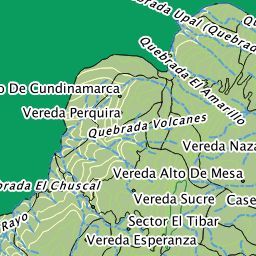 Quebrada Upal (Quebrada
Quebrada El Amarillo
o De Cundinamarca
Vereda Perquira
Quebrada Volcanes
Vereda Naza
Vereda Alto De Mesa
brada El Chuscal
Vereda Sucre
Case
Rayo
Sector El Tibar
Vereda Esperanza